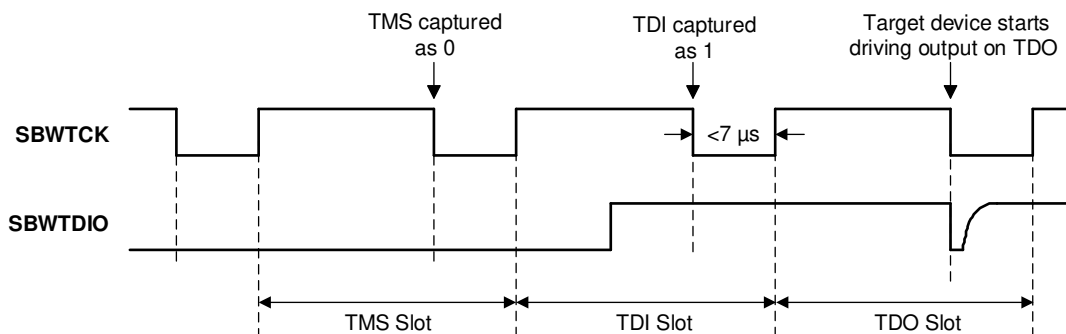 TMS captured
as 0
TDI captured
as 1
Target device starts
driving output on TDO
SBWTCK
<7 µs
SBWTDIO
TMS Slot
TDI Slot
TDO Slot